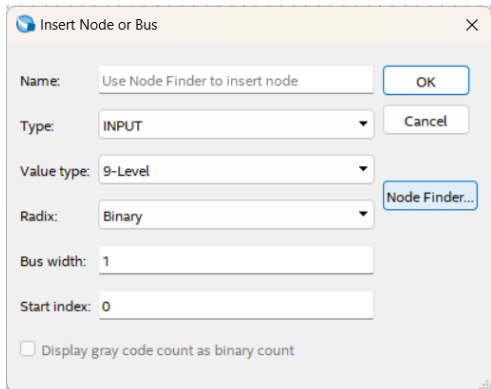 Insert Node or Bus
Name: Use Node Finder to insert node
OK
Type: INPUT
Cancel
Value type: 9-Level
Node Finder...
Radix: Binary
Bus width: 1
Start index: 0
Display gray code count as binary count